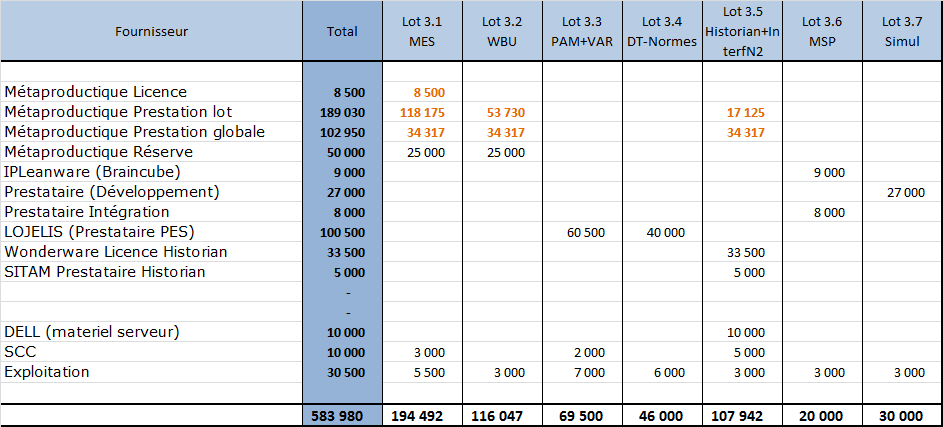 Fournisseur Total Lot 3.1 MES Lot 3.2 WBU Lot 3.3 PAM+VAR Lot 3.4 DT-Normes Lot 3.5 Historian+InterfN2 Lot 3.6 MSP Lot 3.7 Simul
Métaproductique Licence 8 500 8 500
Métaproductique Prestation lot 189 030 118 175 53 730 17 125
Métaproductique Prestation globale 102 950 34 317 34 317 34 317
Métaproductique Réserve 50 000 25 000 25 000
IPLeanware (Braincube) 9 000 9 000
Prestataire (Développement) 27 000 27 000
Prestataire Intégration 8 000 8 000
LOJELIS (Prestataire PES) 100 500 60 500 40 000
Wonderware Licence Historian 33 500 33 500
SITAM Prestataire Historian 5 000 5 000
-
-
DELL (materiel serveur) 10 000 10 000
SCC 10 000 3 000 2 000 5 000
Exploitation 30 500 5 500 3 000 7 000 6 000 3 000 3 000 3 000
583 980 194 492 116 047 69 500 46 000 107 942 20 000 30 000